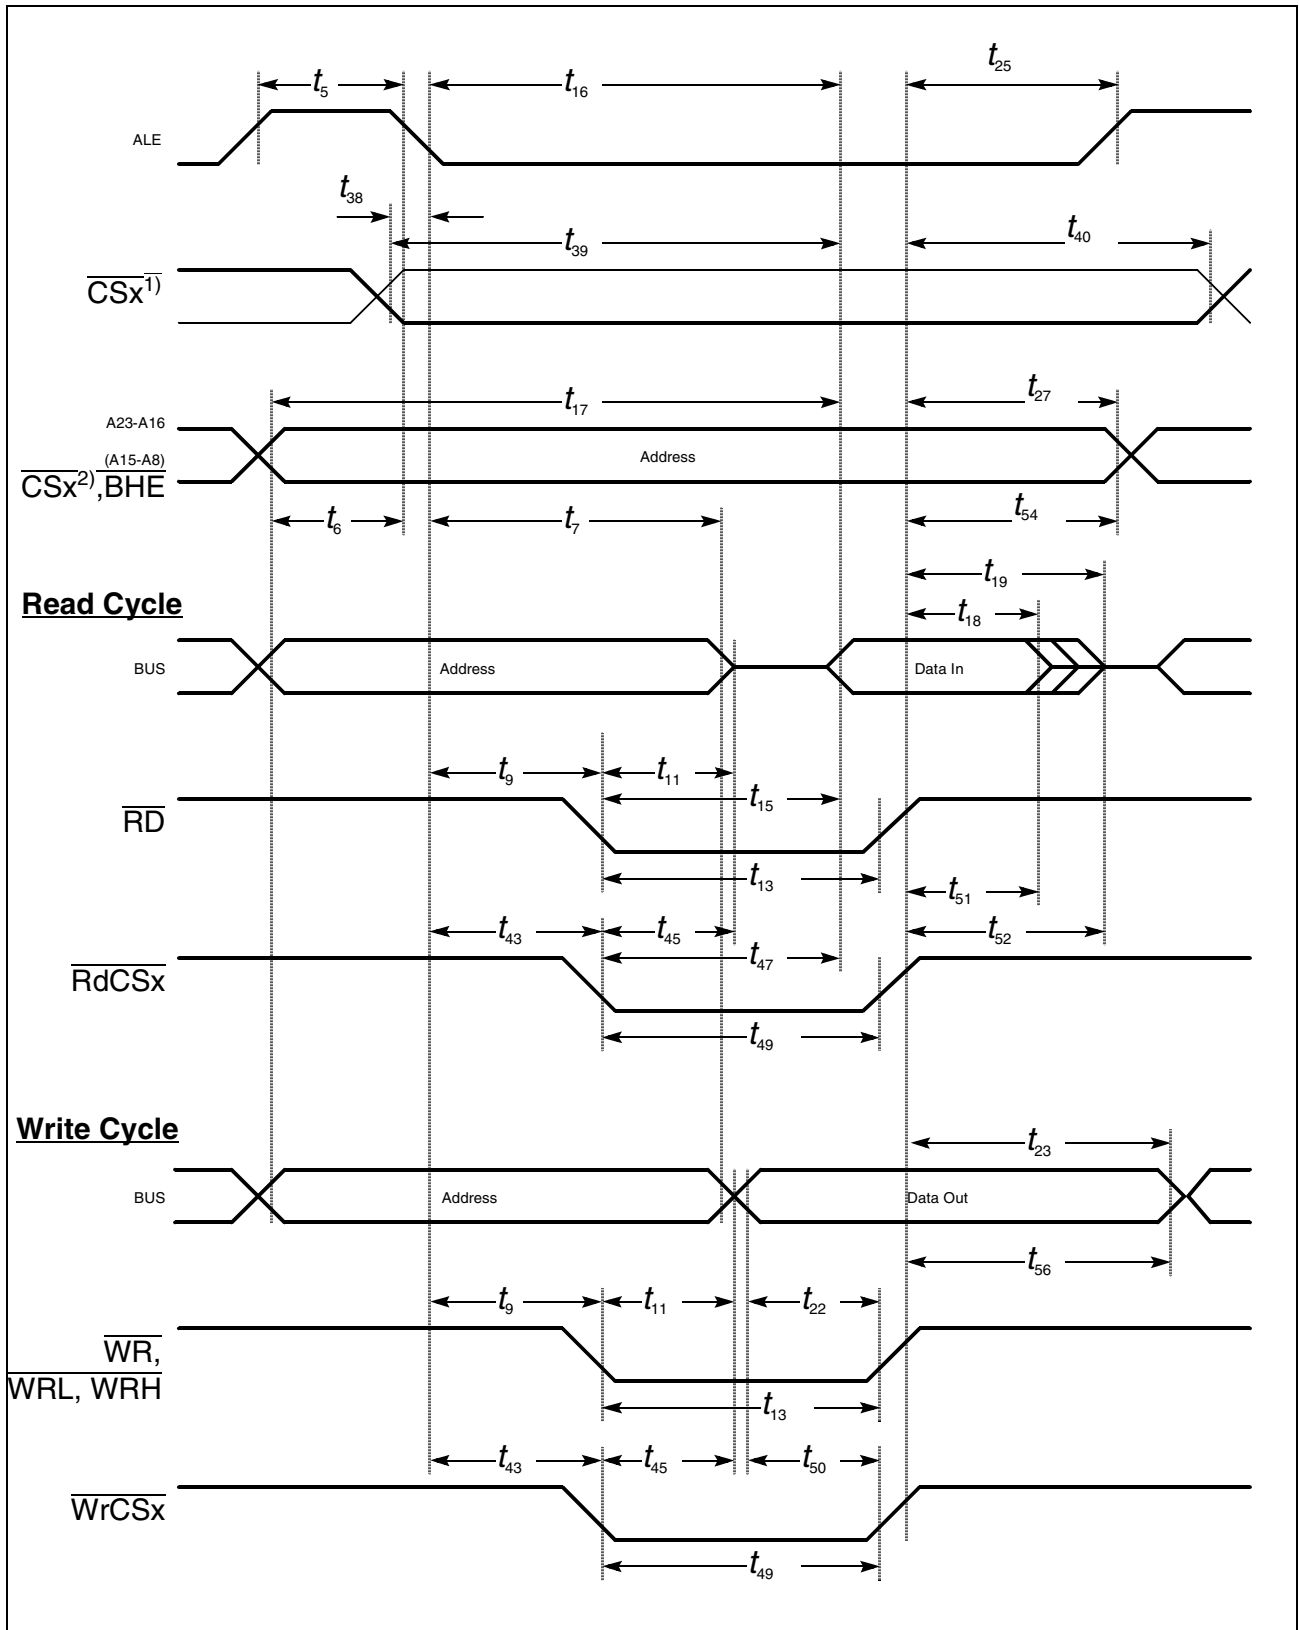 t5
t16
t25
ALE
t38
t39
t40
CSx1)
t17
t27
A23-A16
(A15-A8)
Address
CSx2),BHE
t6
t7
t54
t19
Read Cycle
t18
BUS
Address
Data In
t9
t11
t15
RD
t13
t51
t43
t45
t52
t47
RdCSx
t49
Write Cycle
t23
BUS
Address
Data Out
t56
t9
t11
t22
WR,
WRL, WRH
t13
t43
t45
t50
WrCSx
t49